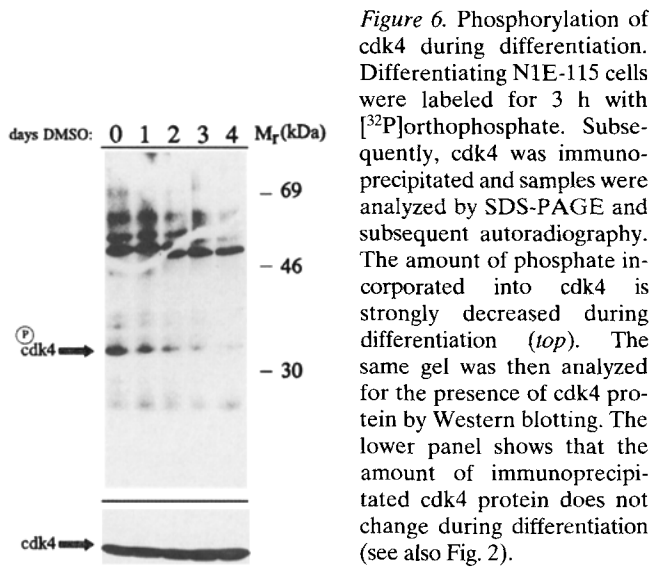 days DMSO: 0 1 2 3 4 Mr(kDa)
– 69
– 46
P
cdk4
– 30
cdk4
Figure 6. Phosphorylation of
cdk4 during differentiation.
Differentiating N1E-115 cells
were labeled for 3 h with
[³²P]orthophosphate. Subse-
quently, cdk4 was immuno-
precipitated and samples were
analyzed by SDS-PAGE and
subsequent autoradiography.
The amount of phosphate in-
corporated into cdk4 is
strongly decreased during
differentiation (top). The
same gel was then analyzed
for the presence of cdk4 pro-
tein by Western blotting. The
lower panel shows that the
amount of immunoprecipi-
tated cdk4 protein does not
change during differentiation
(see also Fig. 2).